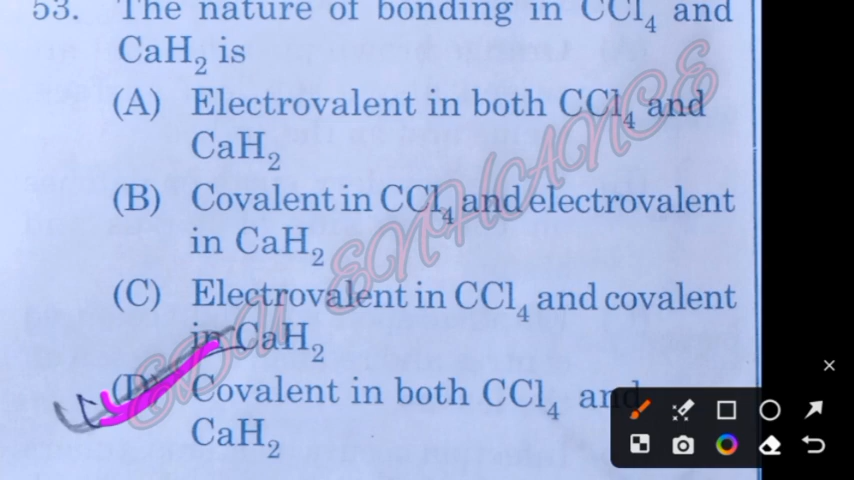 53. The nature of bonding in CCl₄ and
CaH₂ is
(A) Electrovalent in both CCl₄ and
CaH₂
(B) Covalent in CCl₄ and electrovalent
in CaH₂
(C) Electrovalent in CCl₄ and covalent
in CaH₂
(D) Covalent in both CCl₄ and
CaH₂